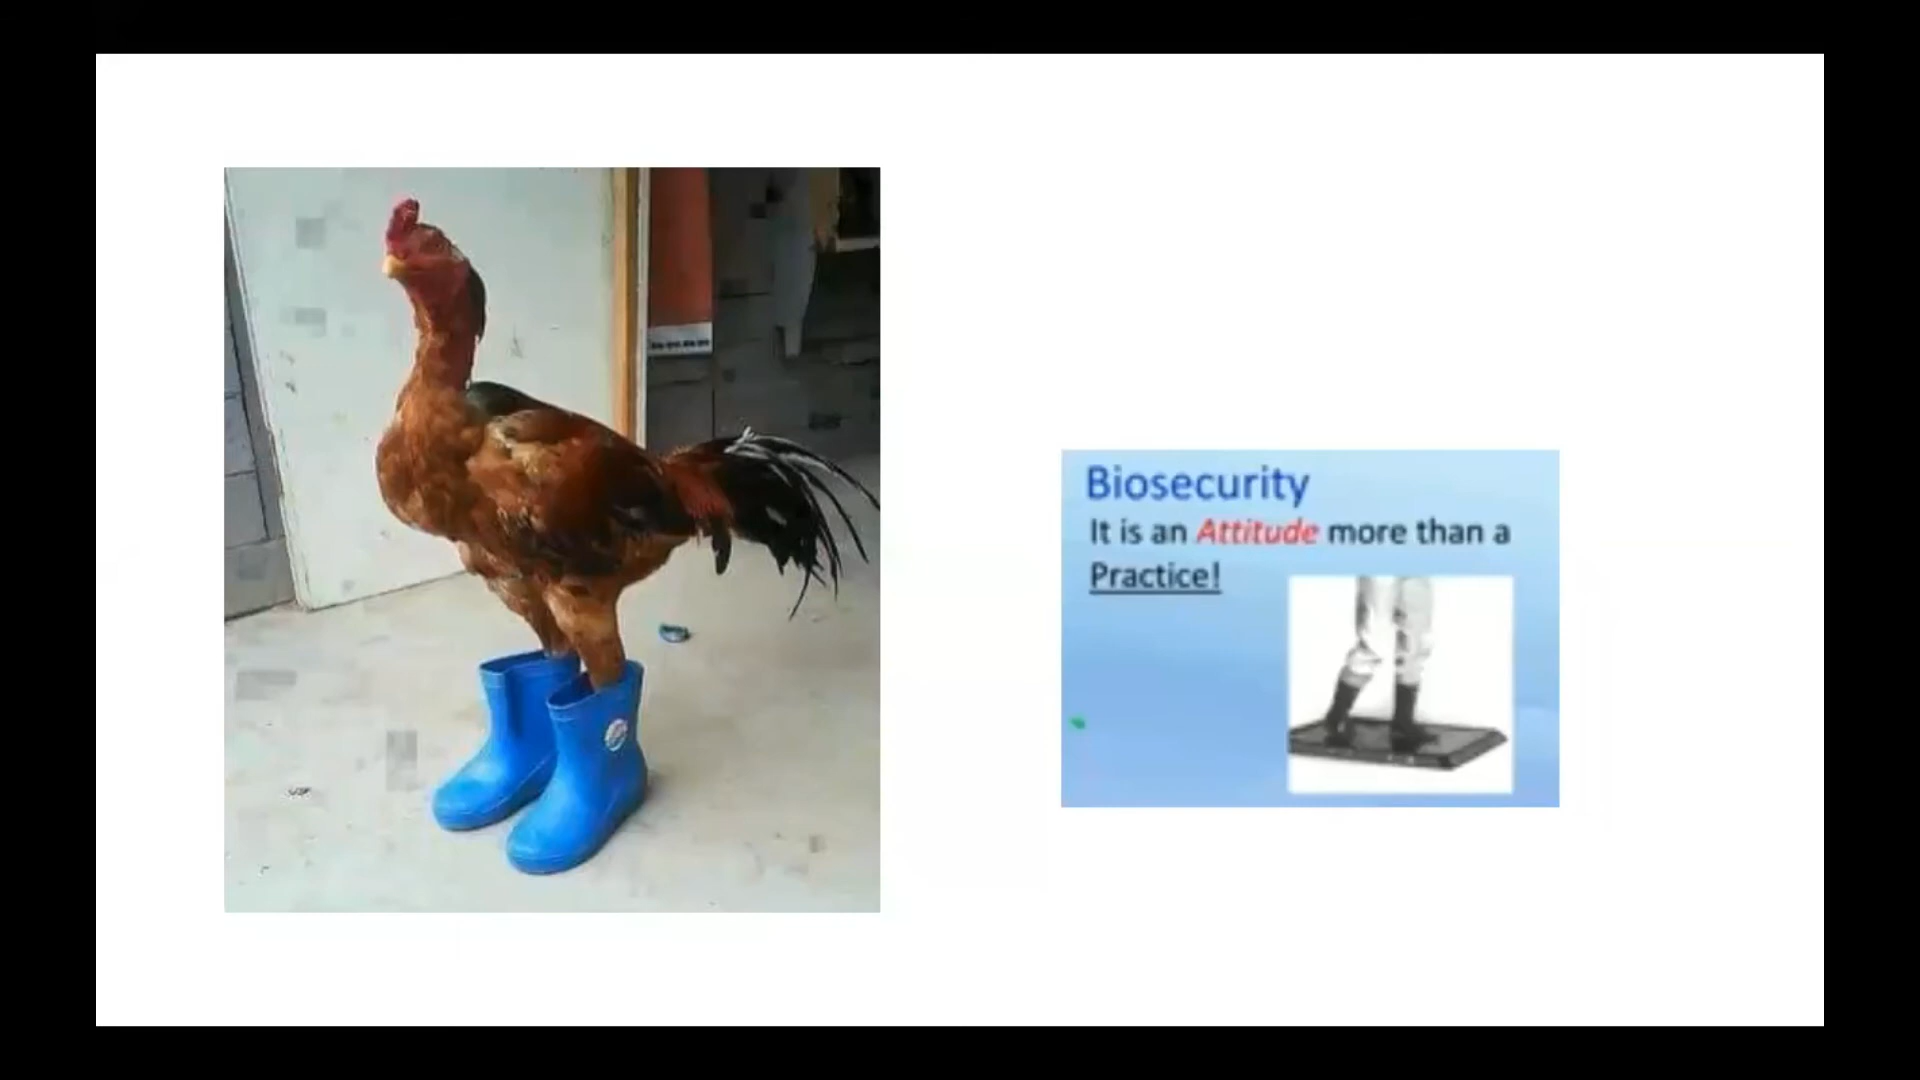 Biosecurity
It is an Attitude more than a
Practice!